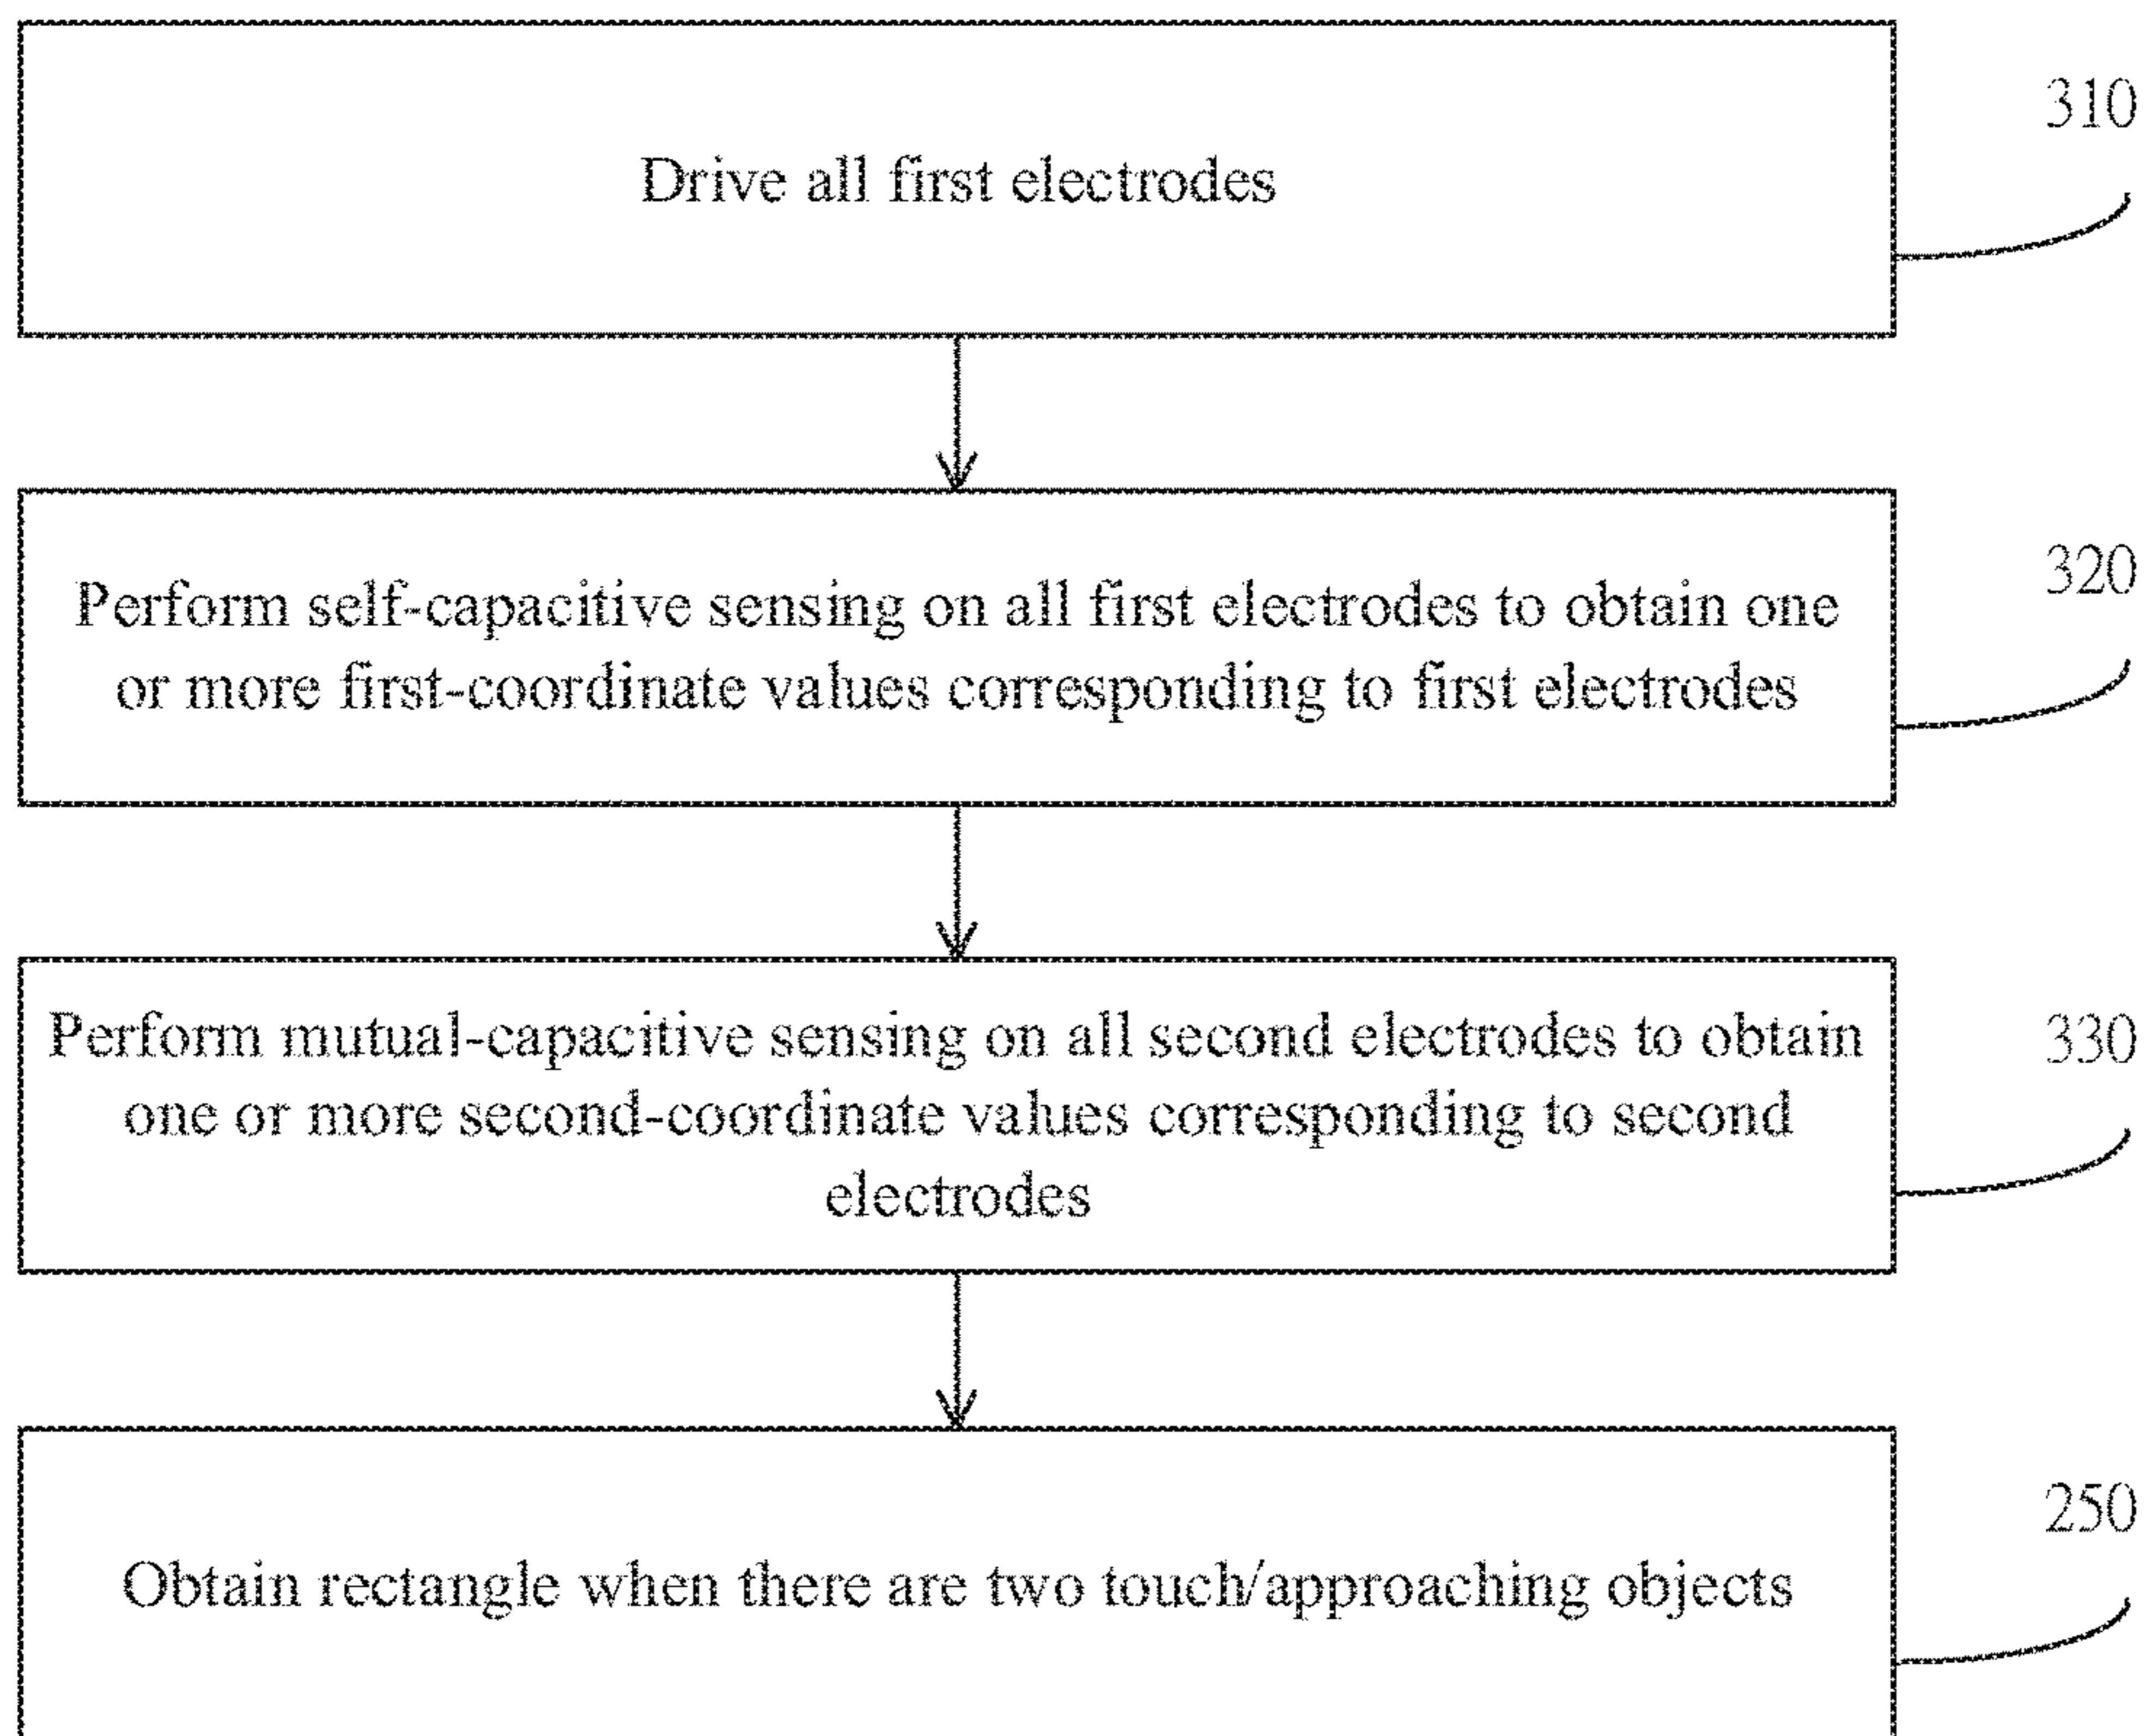 310
Drive all first electrodes
320
Perform self-capacitive sensing on all first electrodes to obtain one
or more first-coordinate values corresponding to first electrodes
330
Perform mutual-capacitive sensing on all second electrodes to obtain
one or more second-coordinate values corresponding to second
electrodes
250
Obtain rectangle when there are two touch/approaching objects